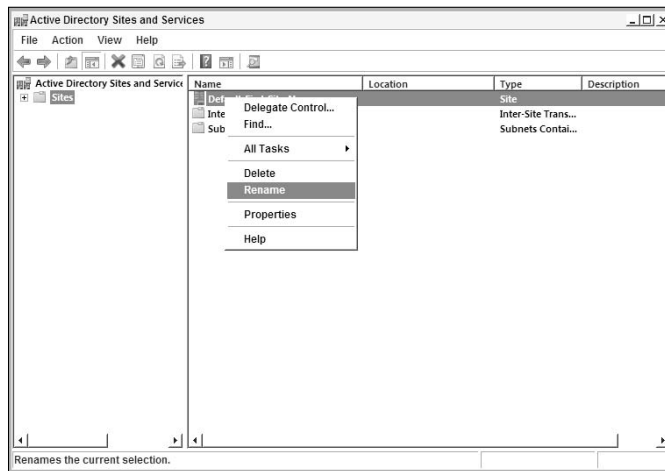 Active Directory Sites and Services
File Action View Help
Active Directory Sites and Service
Sites
Name Location Type Description
Site
Inte Inter-Site Trans...
Sub Subnets Contai...
Delegate Control...
Find...
All Tasks
Delete
Rename
Properties
Help
Renames the current selection.